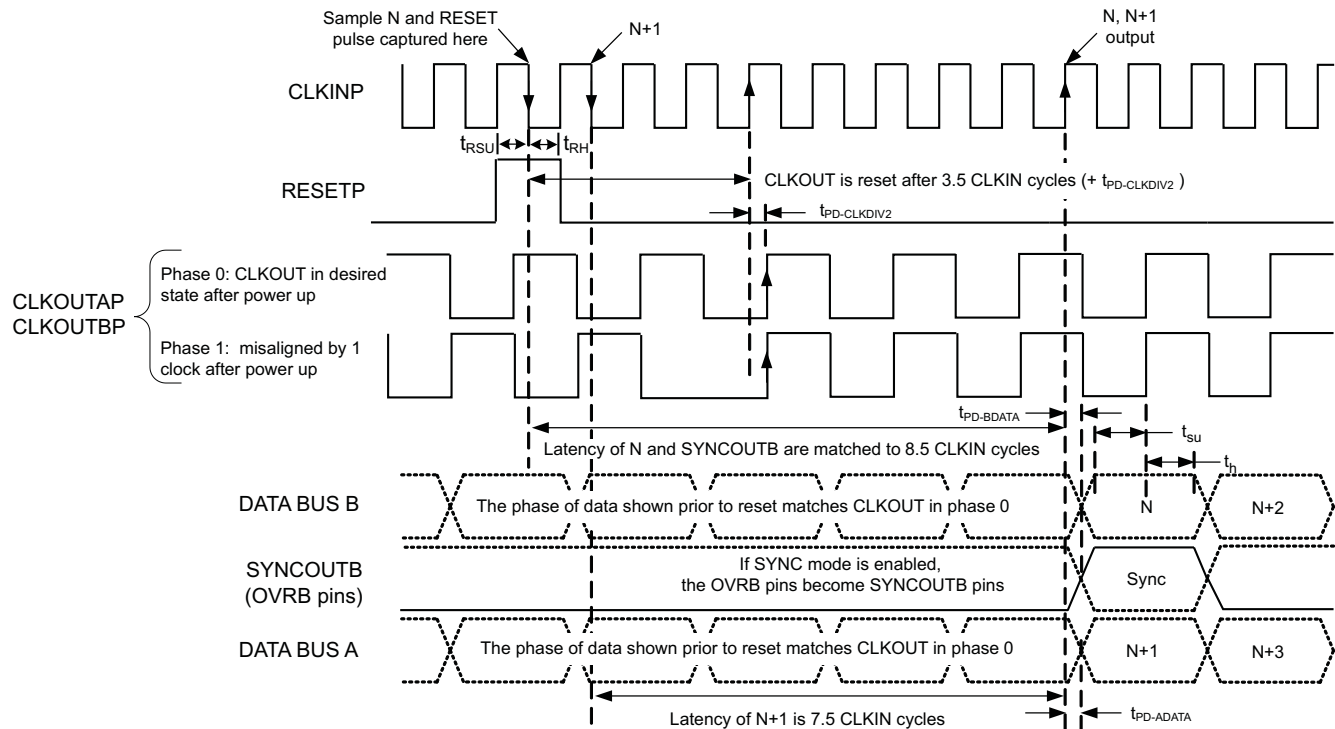 Sample N and RESET
pulse captured here
N+1
N, N+1
output
CLKINP
tRSU
tRH
RESETP
CLKOUT is reset after 3.5 CLKIN cycles (+ tPD-CLKDIV2 )
tPD-CLKDIV2
CLKOUTAP
CLKOUTBP
Phase 0: CLKOUT in desired
state after power up
Phase 1: misaligned by 1
clock after power up
tPD-BDATA
tsu
th
Latency of N and SYNCOUTB are matched to 8.5 CLKIN cycles
DATA BUS B
The phase of data shown prior to reset matches CLKOUT in phase 0
N
N+2
SYNCOUTB
(OVRB pins)
If SYNC mode is enabled,
the OVRB pins become SYNCOUTB pins
Sync
DATA BUS A
The phase of data shown prior to reset matches CLKOUT in phase 0
N+1
N+3
Latency of N+1 is 7.5 CLKIN cycles
tPD-ADATA